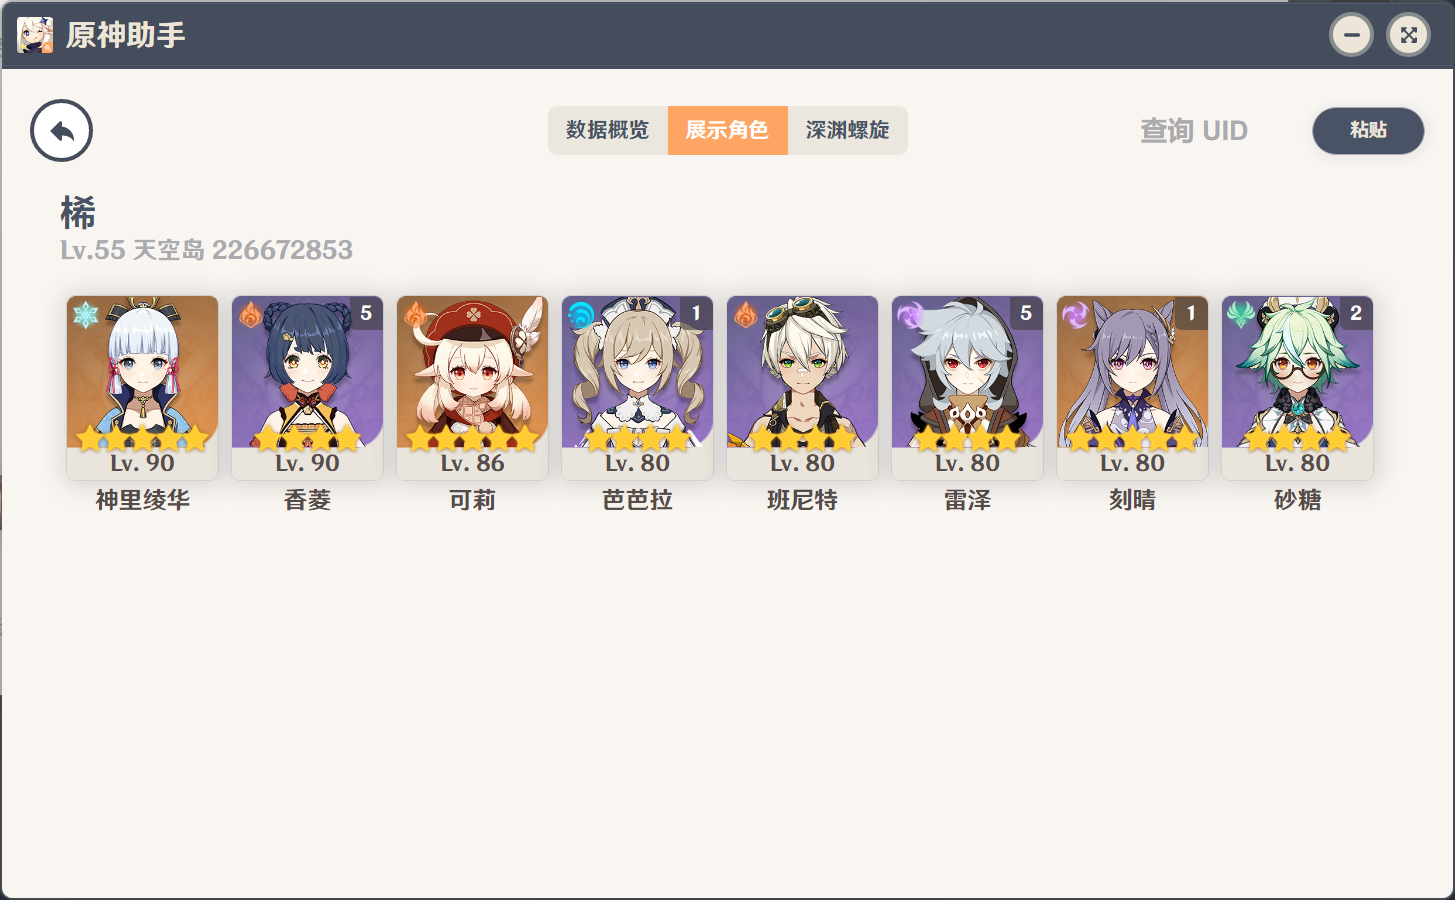 原神助手
数据概览 展示角色 深渊螺旋 查询 UID 粘贴
桸
Lv.55 天空岛 226672853
5 1 5 1 2
Lv. 90 Lv. 90 Lv. 86 Lv. 80 Lv. 80 Lv. 80 Lv. 80 Lv. 80
神里绫华 香菱 可莉 芭芭拉 班尼特 雷泽 刻晴 砂糖